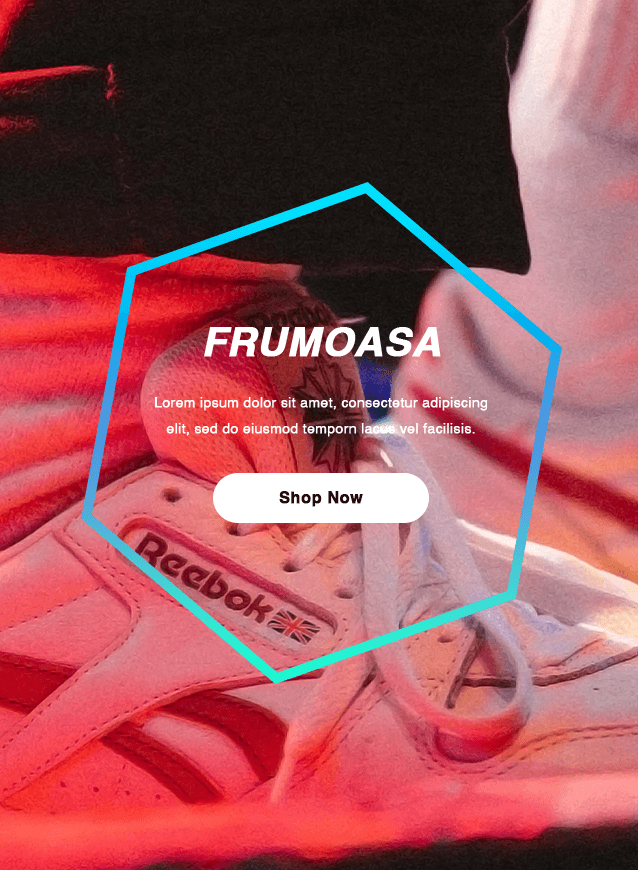 FRUMOASA
Lorem ipsum dolor sit amet, consectetur adipiscing
elit, sed do eiusmod temporn lacus vel facilisis.
Shop Now
Reebok